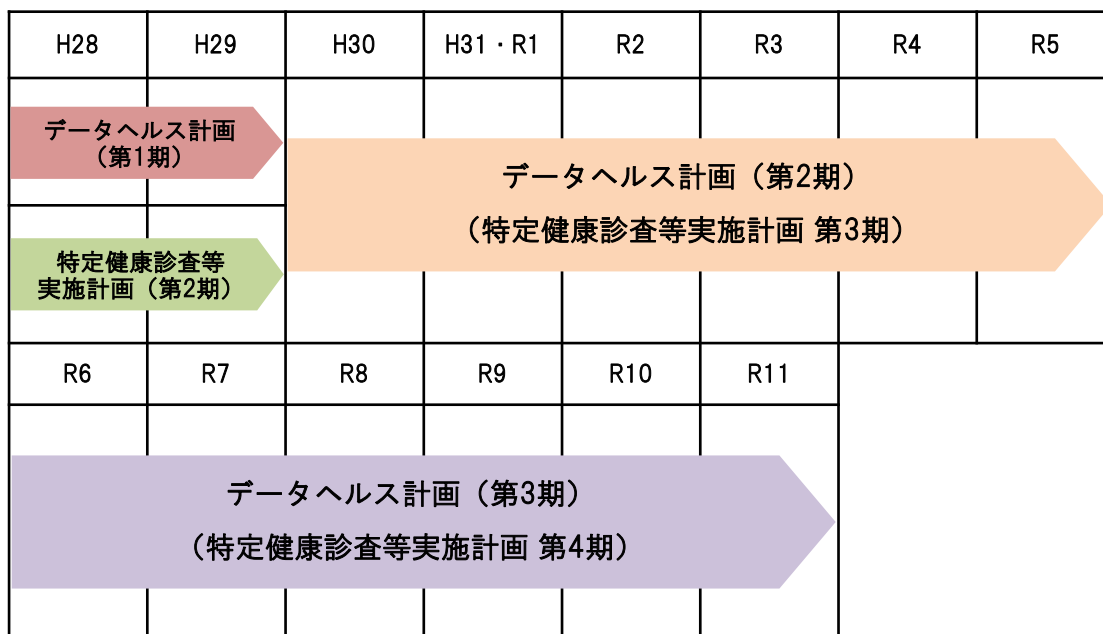 H28 H29 H30 H31・R1 R2 R3 R4 R5
データヘルス計画
（第1期）
データヘルス計画（第2期）
（特定健康診査等実施計画 第3期）
特定健康診査等
実施計画（第2期）
R6 R7 R8 R9 R10 R11
データヘルス計画（第3期）
（特定健康診査等実施計画 第4期）